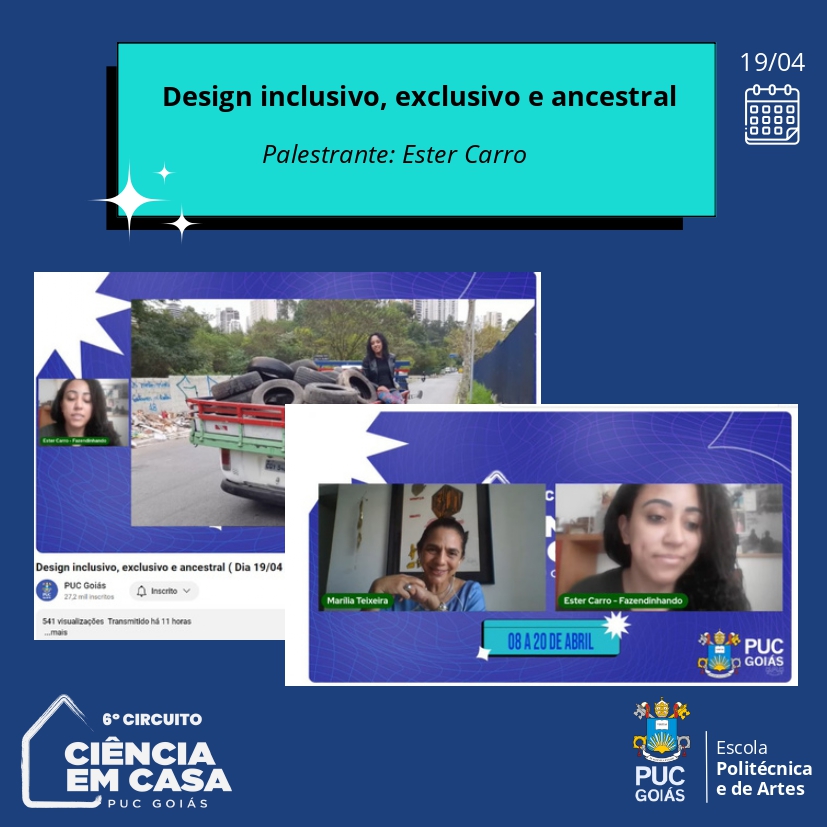 Design inclusivo, exclusivo e ancestral
Palestrante: Ester Carro
19/04
Ester Carro - Fazendinhando
Design inclusivo, exclusivo e ancestral ( Dia 19/04
PUC Goiás
27,2 mil inscritos
Inscrito
541 visualizações Transmitido há 11 horas
...mais
Marília Teixeira
Ester Carro - Fazendinhando
08 A 20 DE ABRIL
PUC
GOIÁS
6º CIRCUITO
CIÊNCIA
EM CASA
PUC GOIÁS
PUC
GOIÁS
Escola
Politécnica
e de Artes